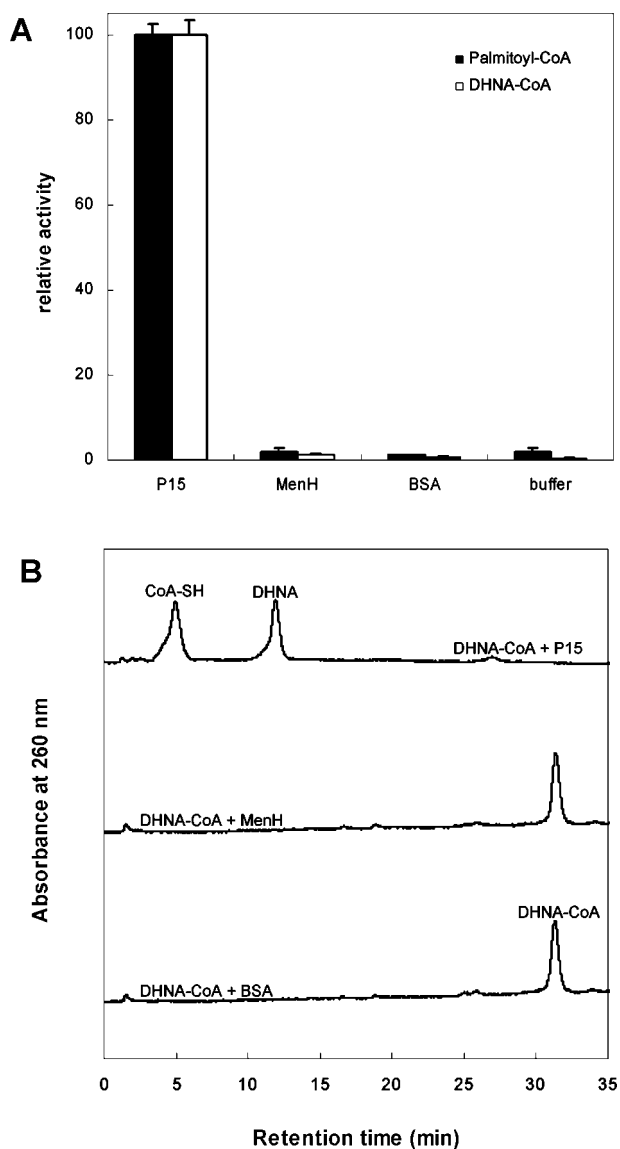 A
100
80
60
40
20
0
relative activity
Palmitoyl-CoA
DHNA-CoA
P15 MenH BSA buffer
B
CoA-SH DHNA
DHNA-CoA + P15
DHNA-CoA + MenH
DHNA-CoA
DHNA-CoA + BSA
Absorbance at 260 nm
0 5 10 15 20 25 30 35
Retention time (min)